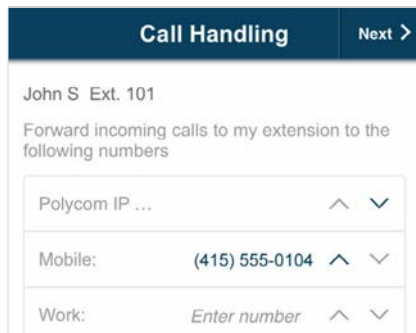 Call Handling Next
John S Ext. 101
Forward incoming calls to my extension to the
following numbers
Polycom IP ...
Mobile: (415) 555-0104
Work: Enter number